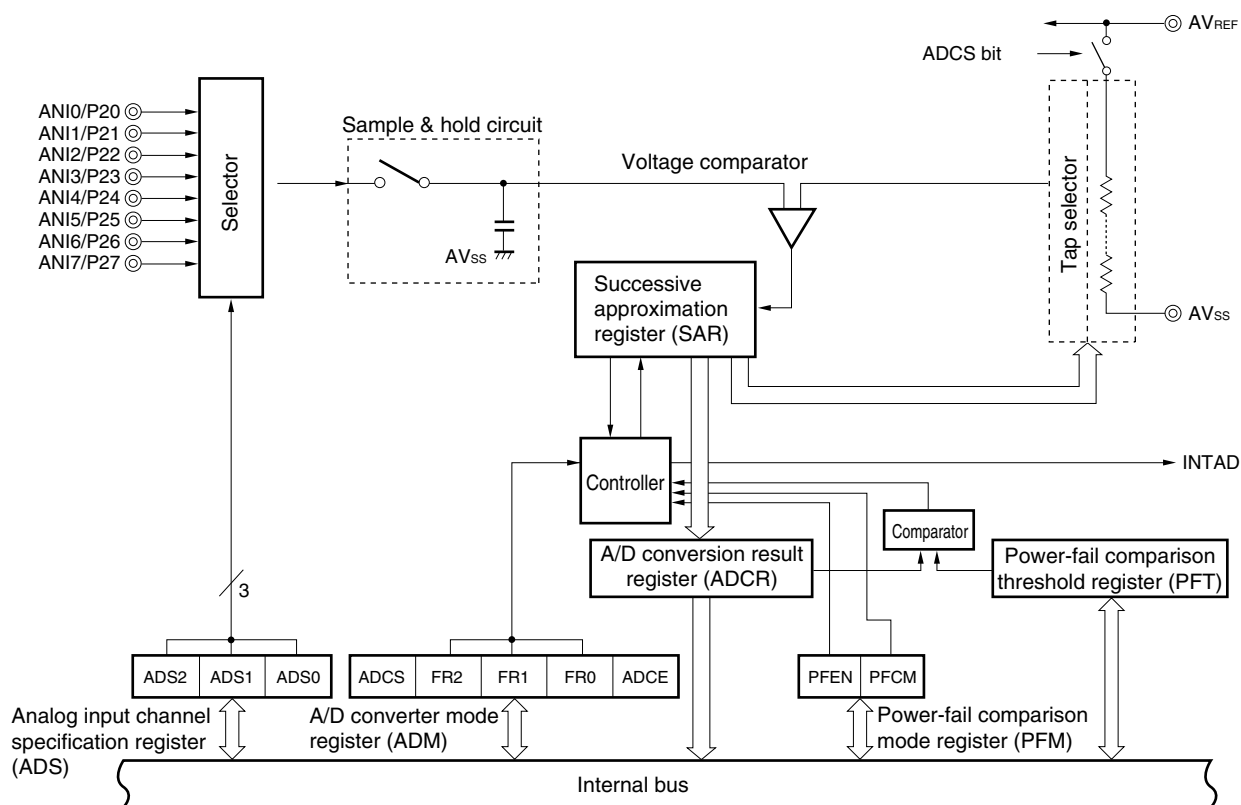 AVREF
ADCS bit
ANI0/P20
ANI1/P21
ANI2/P22
ANI3/P23
ANI4/P24
ANI5/P25
ANI6/P26
ANI7/P27
Selector
Sample & hold circuit
AVSS
Voltage comparator
Tap selector
AVSS
Successive
approximation
register (SAR)
Controller
INTAD
Comparator
A/D conversion result
register (ADCR)
Power-fail comparison
threshold register (PFT)
3
ADS2 ADS1 ADS0
ADCS FR2 FR1 FR0 ADCE
PFEN PFCM
Analog input channel
specification register
(ADS)
A/D converter mode
register (ADM)
Power-fail comparison
mode register (PFM)
Internal bus